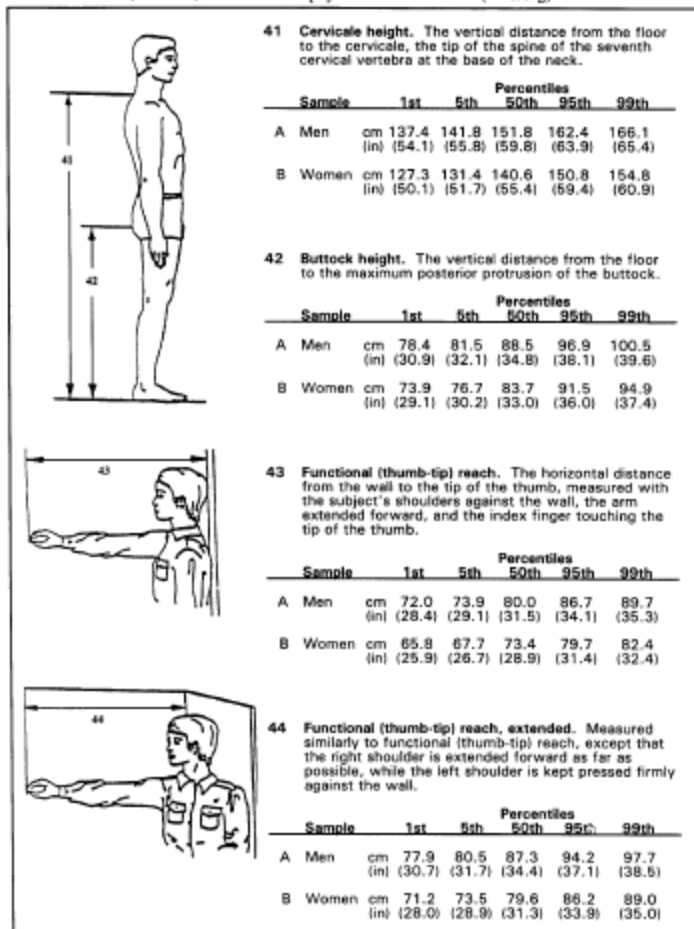 41 Cervicale height. The vertical distance from the floor
to the cervicale, the tip of the spine of the seventh
cervical vertebra at the base of the neck.
Percentiles
Sample 1st 5th 50th 95th 99th
A Men cm 137.4 141.8 151.8 162.4 166.1
(in) (54.1) (55.8) (59.8) (63.9) (65.4)
B Women cm 127.3 131.4 140.6 150.8 154.8
(in) (50.1) (51.7) (55.4) (59.4) (60.9)
41
42
42 Buttock height. The vertical distance from the floor
to the maximum posterior protrusion of the buttock.
Percentiles
Sample 1st 5th 50th 95th 99th
A Men cm 78.4 81.5 88.5 96.9 100.5
(in) (30.9) (32.1) (34.8) (38.1) (39.6)
B Women cm 73.9 76.7 83.7 91.5 94.9
(in) (29.1) (30.2) (33.0) (36.0) (37.4)
43
43 Functional (thumb-tip) reach. The horizontal distance
from the wall to the tip of the thumb, measured with
the subject's shoulders against the wall, the arm
extended forward, and the index finger touching the
tip of the thumb.
Percentiles
Sample 1st 5th 50th 95th 99th
A Men cm 72.0 73.9 80.0 86.7 89.7
(in) (28.4) (29.1) (31.5) (34.1) (35.3)
B Women cm 65.8 67.7 73.4 79.7 82.4
(in) (25.9) (26.7) (28.9) (31.4) (32.4)
44
44 Functional (thumb-tip) reach, extended. Measured
similarly to functional (thumb-tip) reach, except that
the right shoulder is extended forward as far as
possible, while the left shoulder is kept pressed firmly
against the wall.
Percentiles
Sample 1st 5th 50th 95th 99th
A Men cm 77.9 80.5 87.3 94.2 97.7
(in) (30.7) (31.7) (34.4) (37.1) (38.5)
B Women cm 71.2 73.5 79.6 86.2 89.0
(in) (28.0) (28.9) (31.3) (33.9) (35.0)